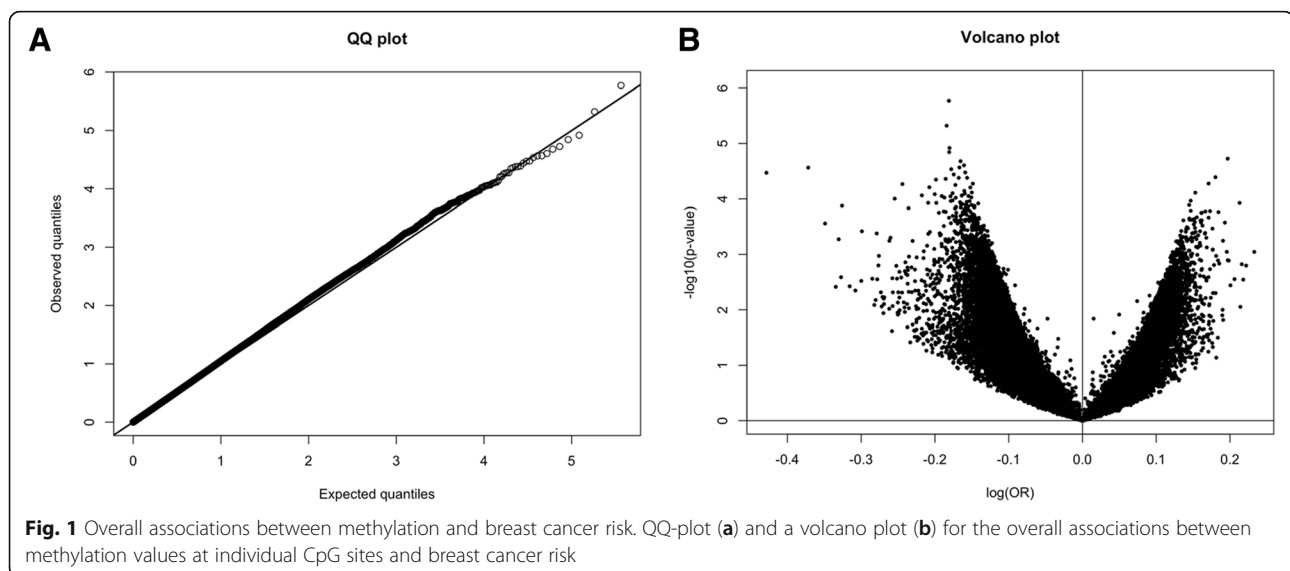 A
QQ plot
6
5
4
3
2
1
0
Observed quantiles
0 1 2 3 4 5
Expected quantiles
B
Volcano plot
6
5
4
3
2
1
0
-log10(p-value)
-0.4 -0.3 -0.2 -0.1 0.0 0.1 0.2
log(OR)
Fig. 1 Overall associations between methylation and breast cancer risk. QQ-plot (a) and a volcano plot (b) for the overall associations between
methylation values at individual CpG sites and breast cancer risk